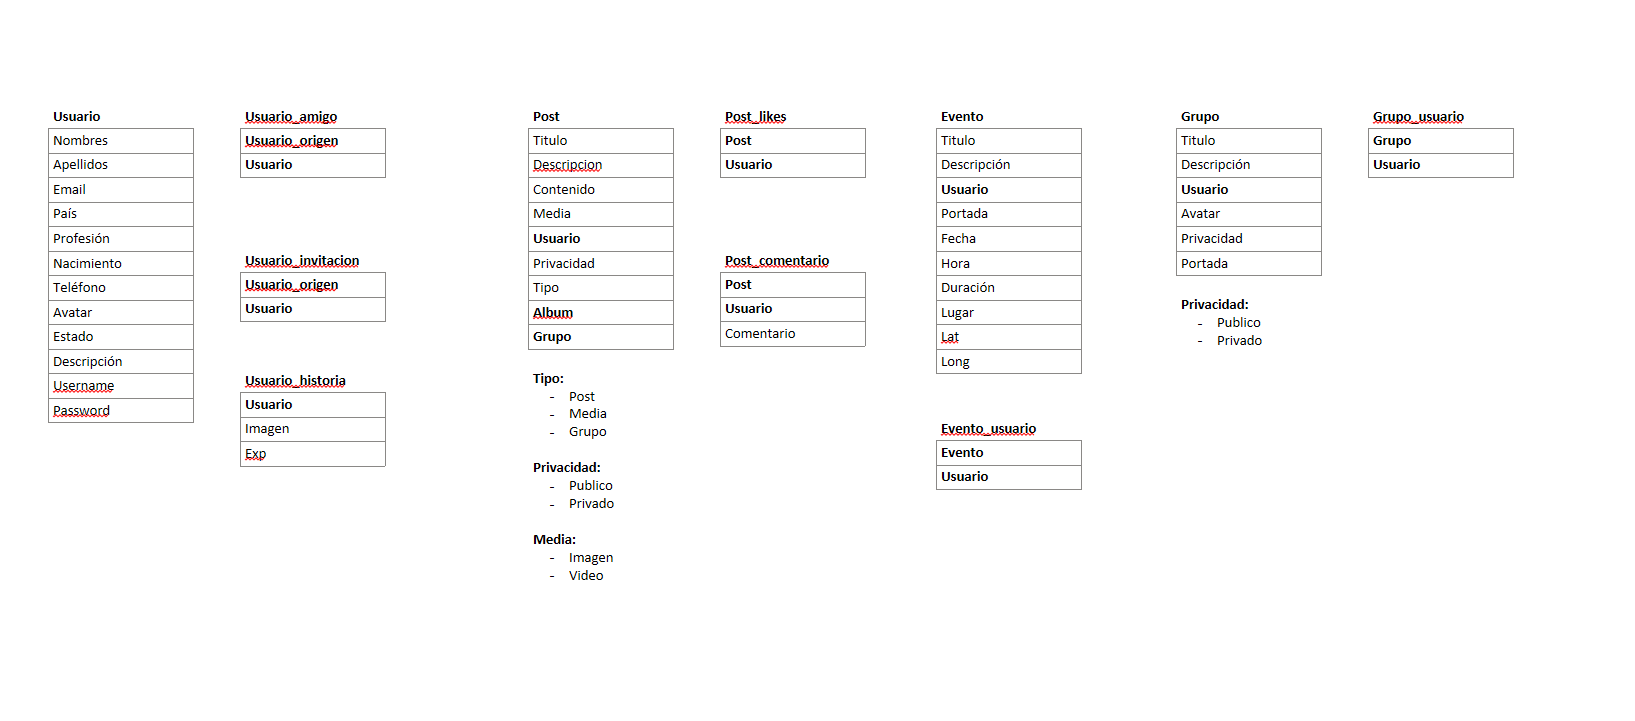 Usuario
Nombres
Apellidos
Email
País
Profesión
Nacimiento
Teléfono
Avatar
Estado
Descripción
Username
Password
Usuario_amigo
Usuario_origen
Usuario
Usuario_invitacion
Usuario_origen
Usuario
Usuario_historia
Usuario
Imagen
Exp
Post
Titulo
Descripcion
Contenido
Media
Usuario
Privacidad
Tipo
Album
Grupo
Tipo:
- Post
- Media
- Grupo
Privacidad:
- Publico
- Privado
Media:
- Imagen
- Video
Post_likes
Post
Usuario
Post_comentario
Post
Usuario
Comentario
Evento
Titulo
Descripción
Usuario
Portada
Fecha
Hora
Duración
Lugar
Lat
Long
Evento_usuario
Evento
Usuario
Grupo
Titulo
Descripción
Usuario
Avatar
Privacidad
Portada
Privacidad:
- Publico
- Privado
Grupo_usuario
Grupo
Usuario